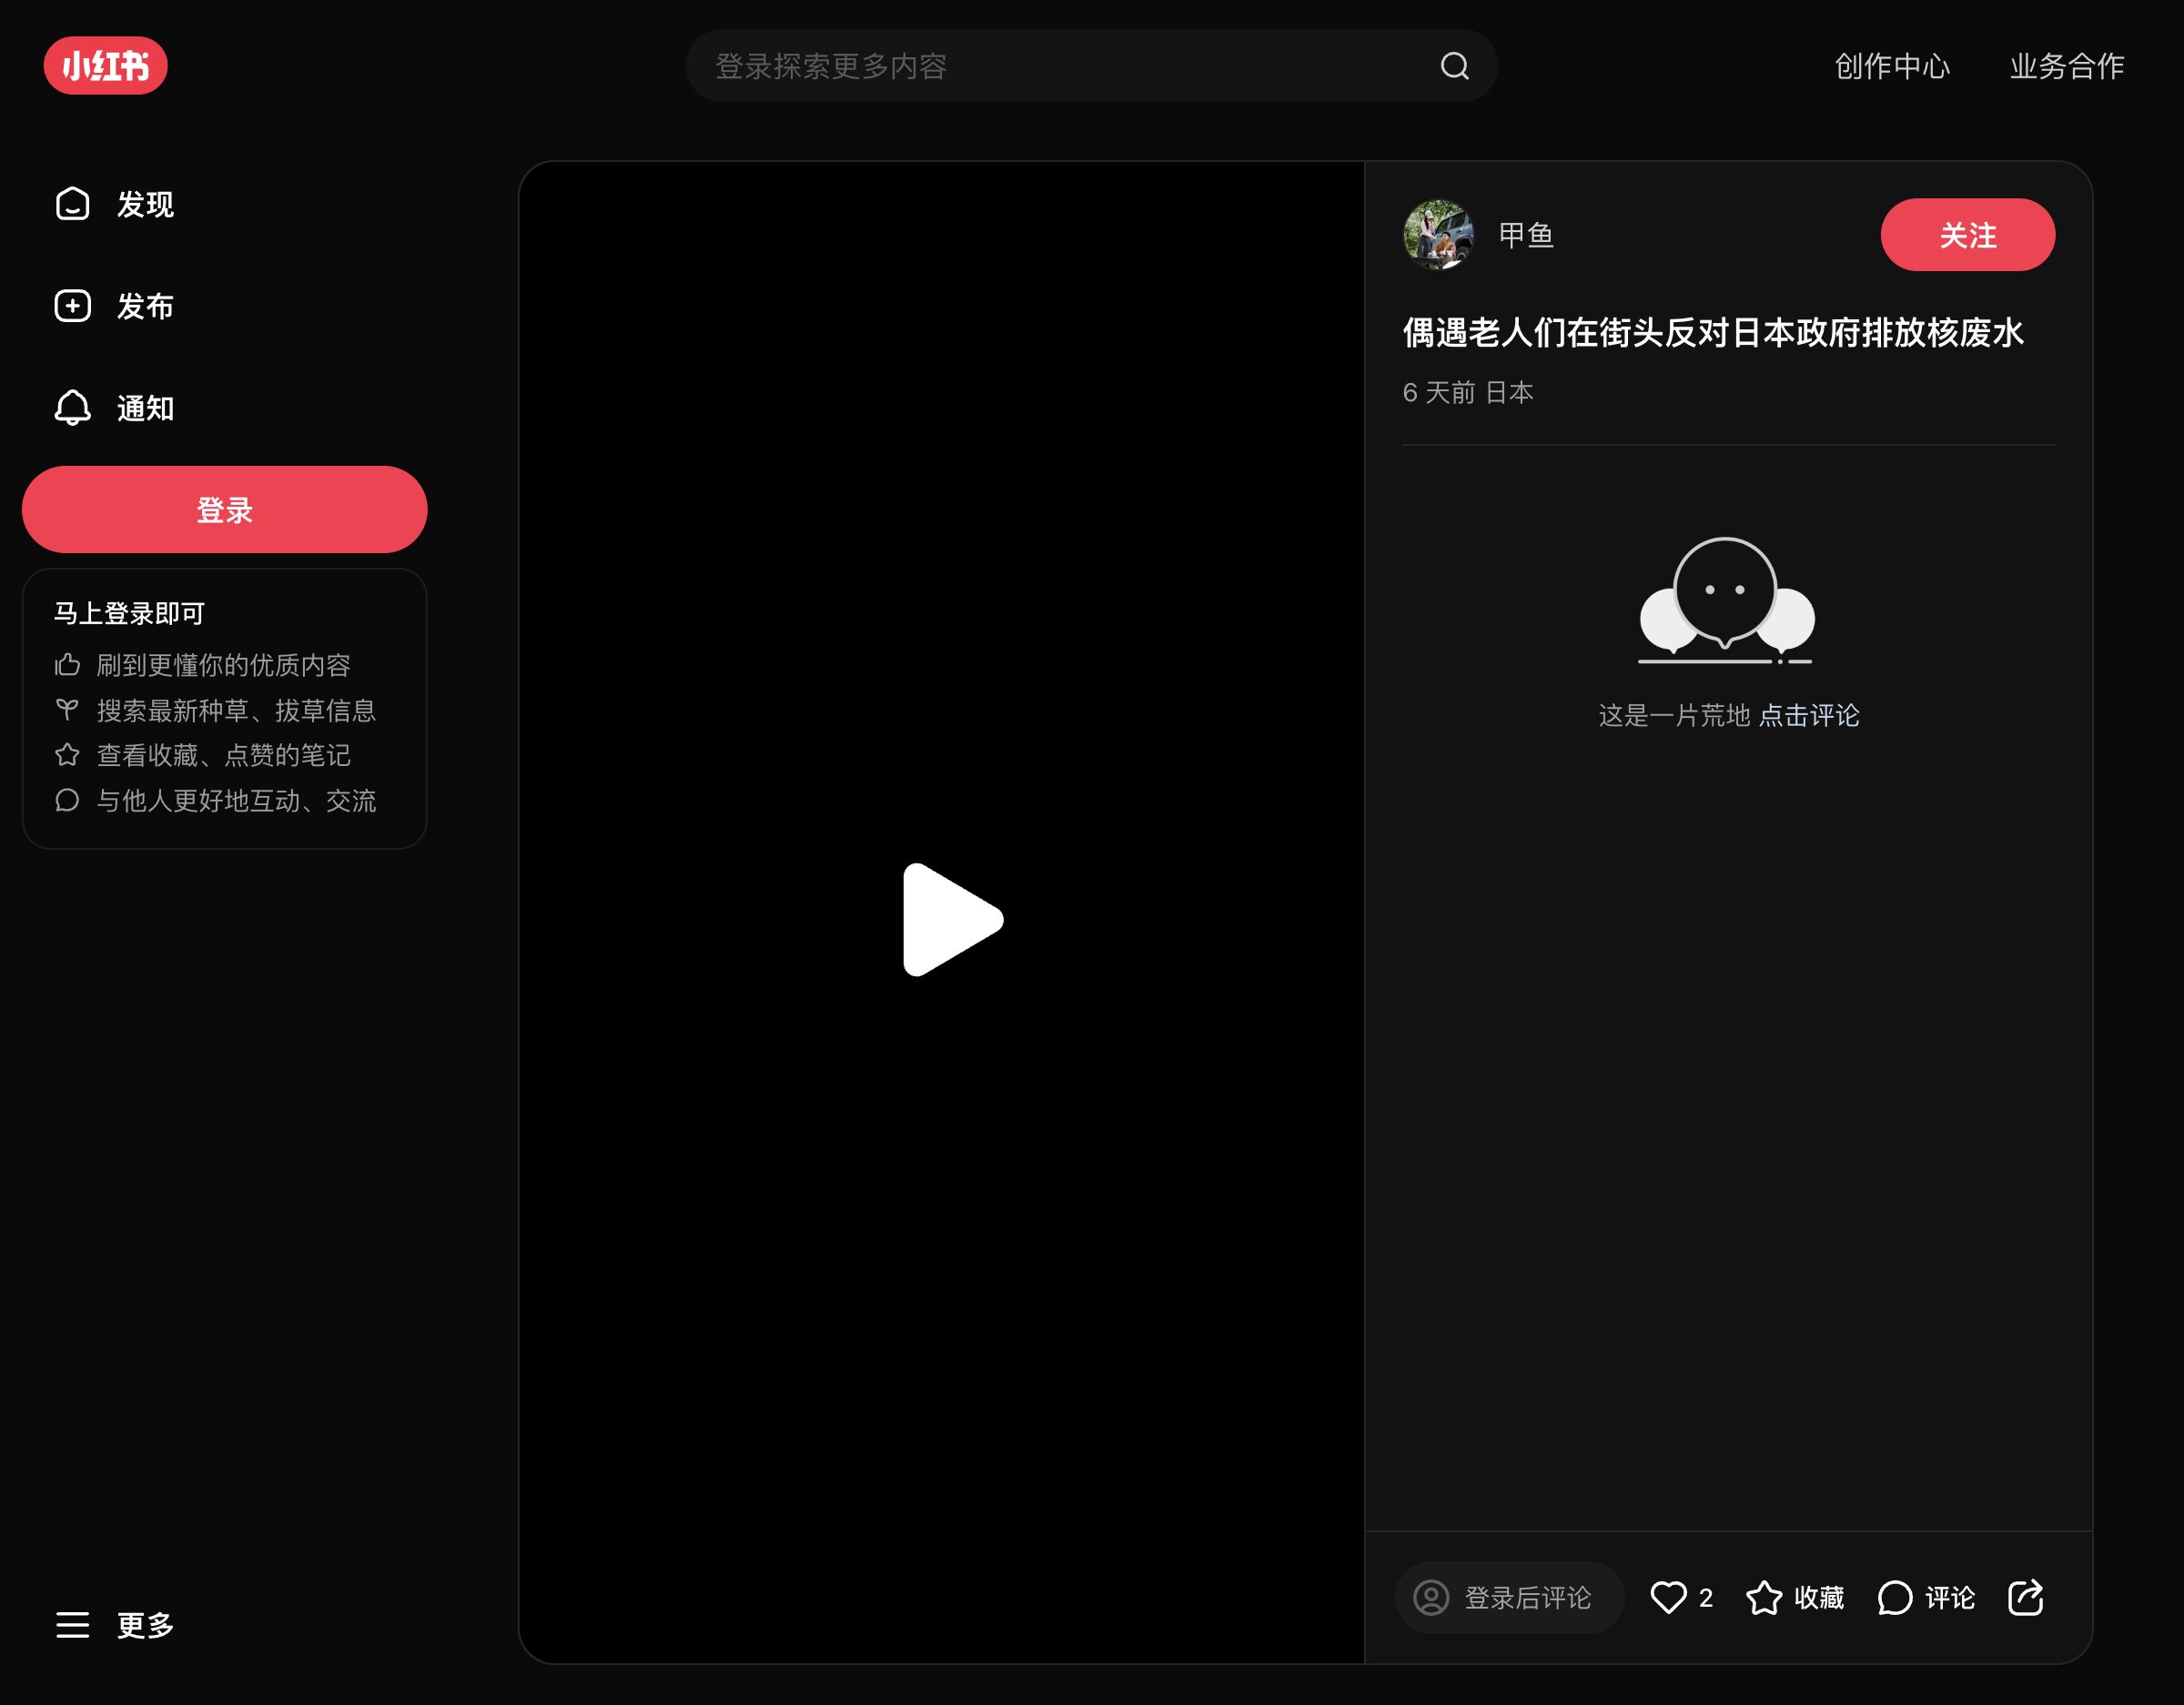 小红书
登录探索更多内容
创作中心
业务合作
发现
发布
通知
登录
马上登录即可
刷到更懂你的优质内容
搜索最新种草、拔草信息
查看收藏、点赞的笔记
与他人更好地互动、交流
更多
甲鱼
关注
偶遇老人们在街头反对日本政府排放核废水
6 天前 日本
这是一片荒地 点击评论
登录后评论
2
收藏
评论